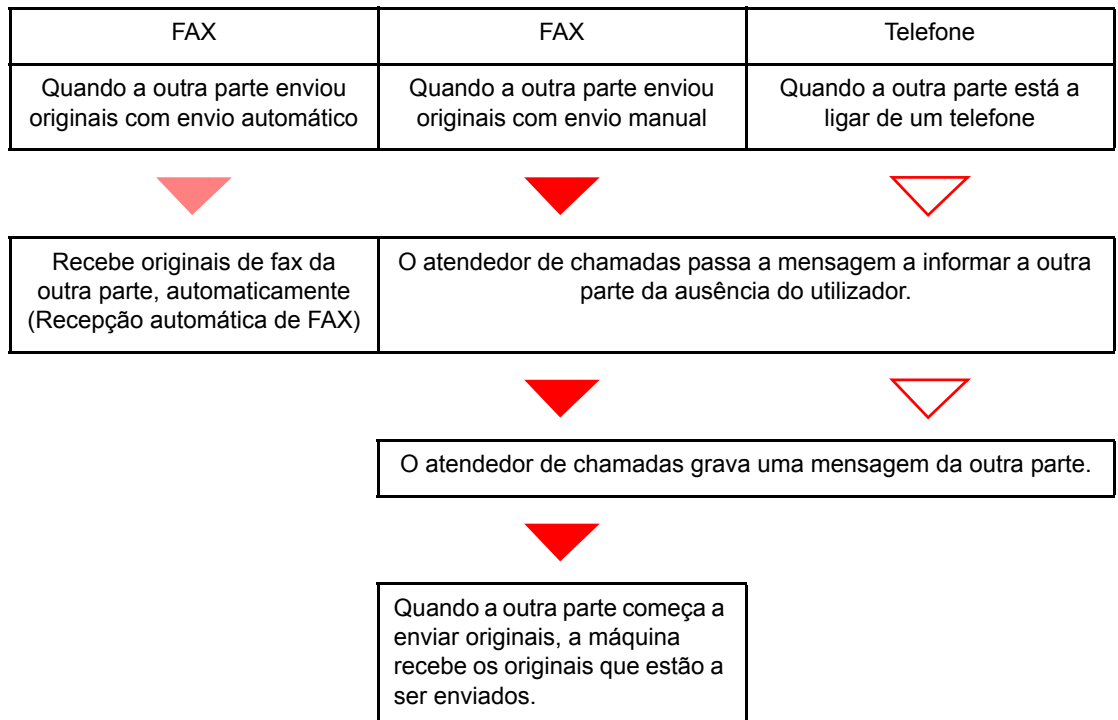 FAX
FAX
Telefone
Quando a outra parte enviou
originais com envio automático
Quando a outra parte enviou
originais com envio manual
Quando a outra parte está a
ligar de um telefone
Recebe originais de fax da
outra parte, automaticamente
(Recepção automática de FAX)
O atendedor de chamadas passa a mensagem a informar a outra
parte da ausência do utilizador.
O atendedor de chamadas grava uma mensagem da outra parte.
Quando a outra parte começa a
enviar originais, a máquina
recebe os originais que estão a
ser enviados.